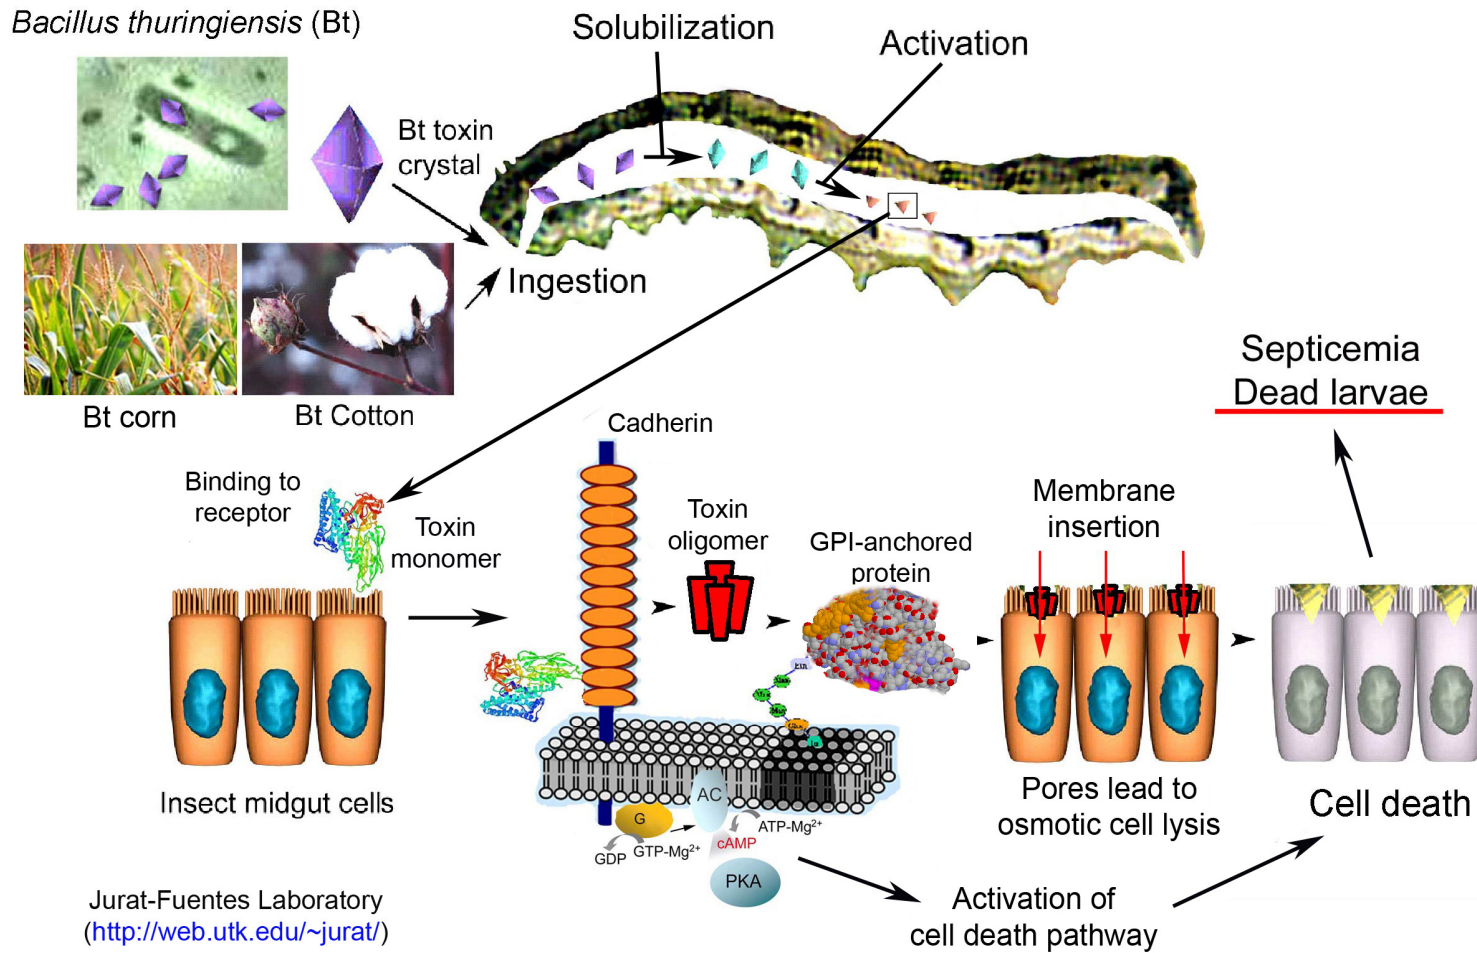 Bacillus thuringiensis (Bt)
Solubilization
Activation
Bt toxin
crystal
Ingestion
Bt corn
Bt Cotton
Septicemia
Dead larvae
Cadherin
Binding to
receptor
Toxin
monomer
Toxin
oligomer
GPI-anchored
protein
Membrane
insertion
Insect midgut cells
AC
G
ATP-Mg²⁺
cAMP
GDP
GTP-Mg²⁺
PKA
Pores lead to
osmotic cell lysis
Cell death
Activation of
cell death pathway
Jurat-Fuentes Laboratory
(http://web.utk.edu/~jurat/)